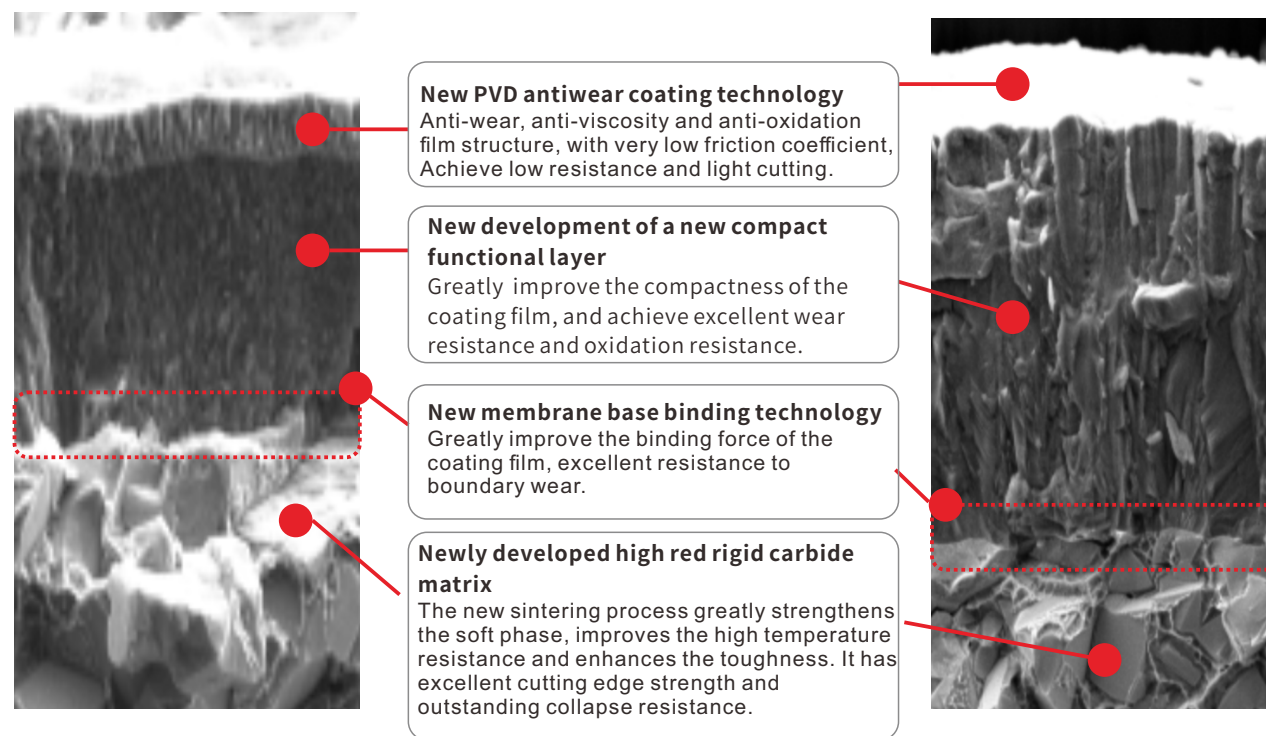 New PVD antiwear coating technology
Anti-wear, anti-viscosity and anti-oxidation
film structure, with very low friction coefficient,
Achieve low resistance and light cutting.
New development of a new compact
functional layer
Greatly improve the compactness of the
coating film, and achieve excellent wear
resistance and oxidation resistance.
New membrane base binding technology
Greatly improve the binding force of the
coating film, excellent resistance to
boundary wear.
Newly developed high red rigid carbide
matrix
The new sintering process greatly strengthens
the soft phase, improves the high temperature
resistance and enhances the toughness. It has
excellent cutting edge strength and
outstanding collapse resistance.